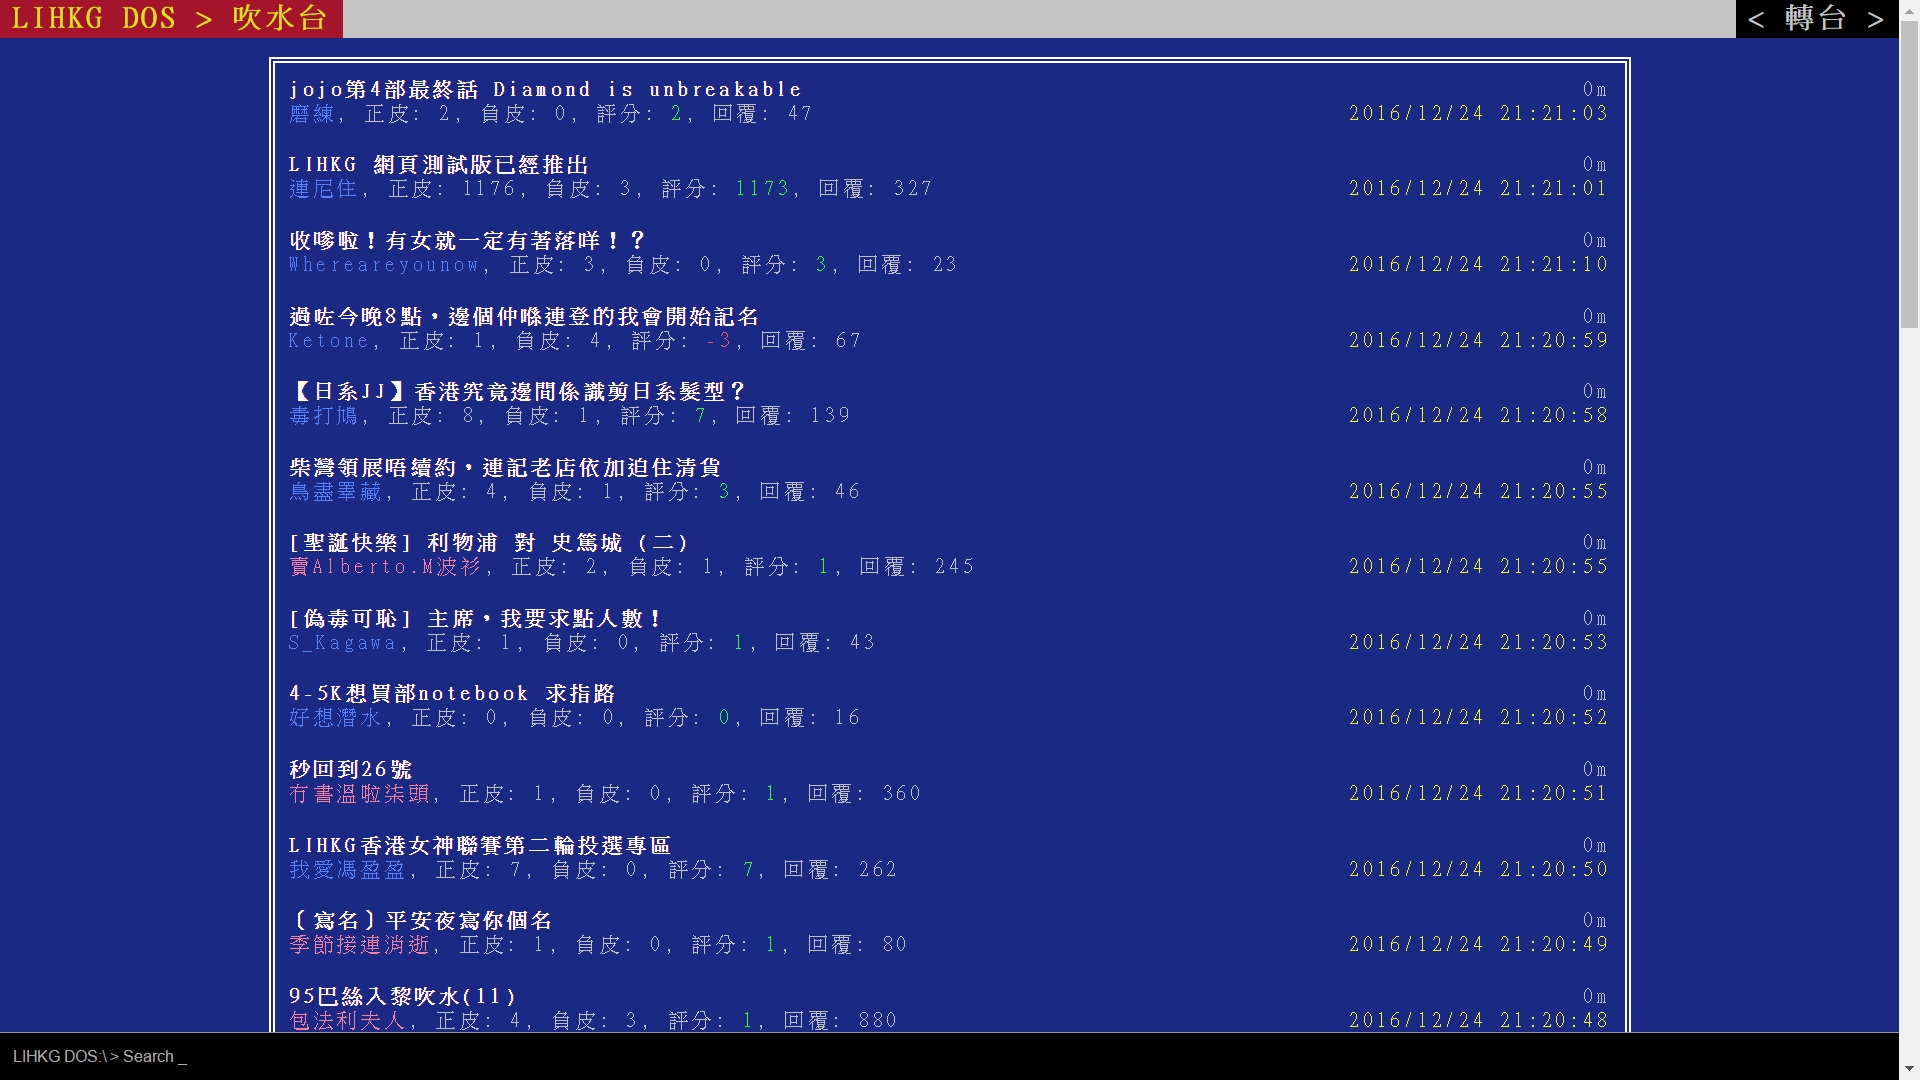 LIHKG DOS > 吹水台
< 轉台 >
jojo第4部最終話 Diamond is unbreakable 0m
磨練, 正皮: 2, 負皮: 0, 評分: 2, 回覆: 47 2016/12/24 21:21:03
LIHKG 網頁測試版已經推出 0m
連尼住, 正皮: 1176, 負皮: 3, 評分: 1173, 回覆: 327 2016/12/24 21:21:01
收嗲啦！有女就一定有著落咩！？ 0m
Whereareyounow, 正皮: 3, 負皮: 0, 評分: 3, 回覆: 23 2016/12/24 21:21:10
過咗今晚8點，邊個仲喺連登的我會開始記名 0m
Ketone, 正皮: 1, 負皮: 4, 評分: -3, 回覆: 67 2016/12/24 21:20:59
【日系JJ】香港究竟邊間係識剪日系髮型？ 0m
毒打鳩, 正皮: 8, 負皮: 1, 評分: 7, 回覆: 139 2016/12/24 21:20:58
柴灣領展唔續約，連記老店依加迫住清貨 0m
鳥盡睪藏, 正皮: 4, 負皮: 1, 評分: 3, 回覆: 46 2016/12/24 21:20:55
[聖誕快樂] 利物浦 對 史篤城 (二) 0m
賣Alberto.M波衫, 正皮: 2, 負皮: 1, 評分: 1, 回覆: 245 2016/12/24 21:20:55
[偽毒可恥] 主席，我要求點人數！ 0m
S_Kagawa, 正皮: 1, 負皮: 0, 評分: 1, 回覆: 43 2016/12/24 21:20:53
4-5K想買部notebook 求指路 0m
好想潛水, 正皮: 0, 負皮: 0, 評分: 0, 回覆: 16 2016/12/24 21:20:52
秒回到26號 0m
冇書溫啦柒頭, 正皮: 1, 負皮: 0, 評分: 1, 回覆: 360 2016/12/24 21:20:51
LIHKG香港女神聯賽第二輪投選專區 0m
我愛馮盈盈, 正皮: 7, 負皮: 0, 評分: 7, 回覆: 262 2016/12/24 21:20:50
〔寫名〕平安夜寫你個名 0m
季節接連消逝, 正皮: 1, 負皮: 0, 評分: 1, 回覆: 80 2016/12/24 21:20:49
95巴絲入黎吹水(11) 0m
包法利夫人, 正皮: 4, 負皮: 3, 評分: 1, 回覆: 880 2016/12/24 21:20:48
LIHKG DOS:\ > Search _